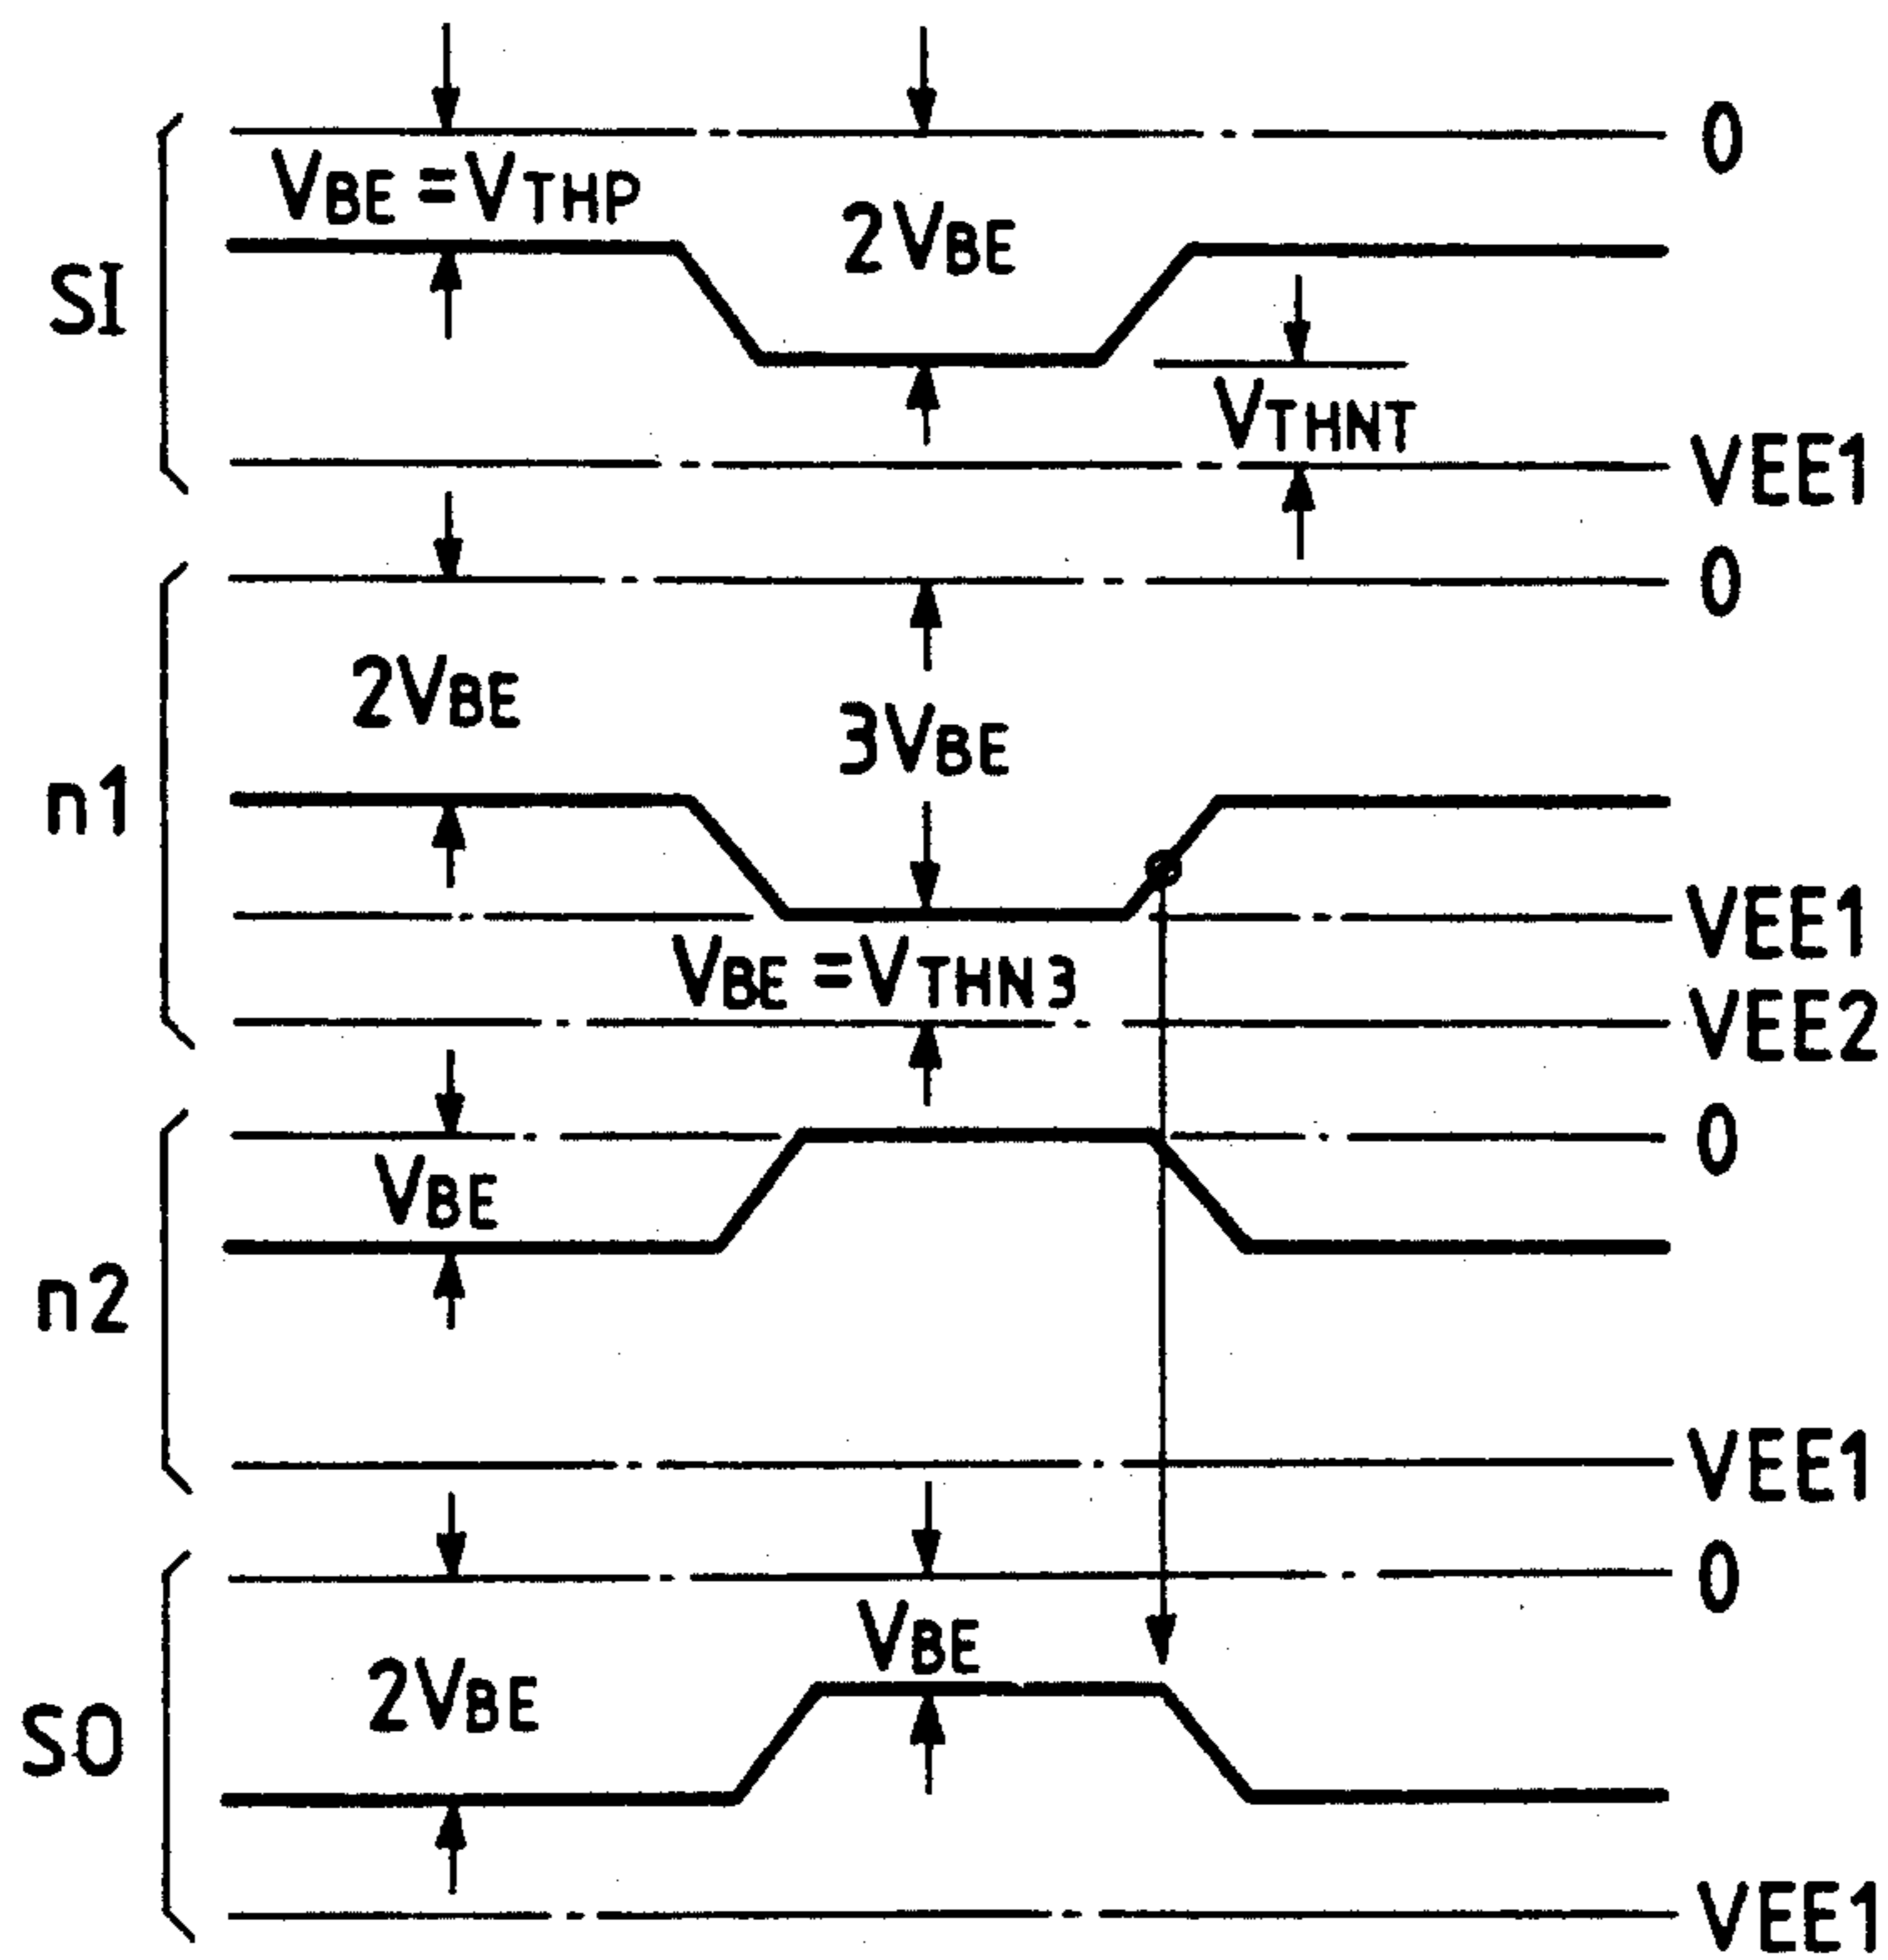 0
VBE=VTHP
2VBE
SI
VTHNT
VEE1
0
2VBE
3VBE
n1
VEE1
VBE=VTHN3
VEE2
0
VBE
n2
VEE1
0
VBE
2VBE
SO
VEE1